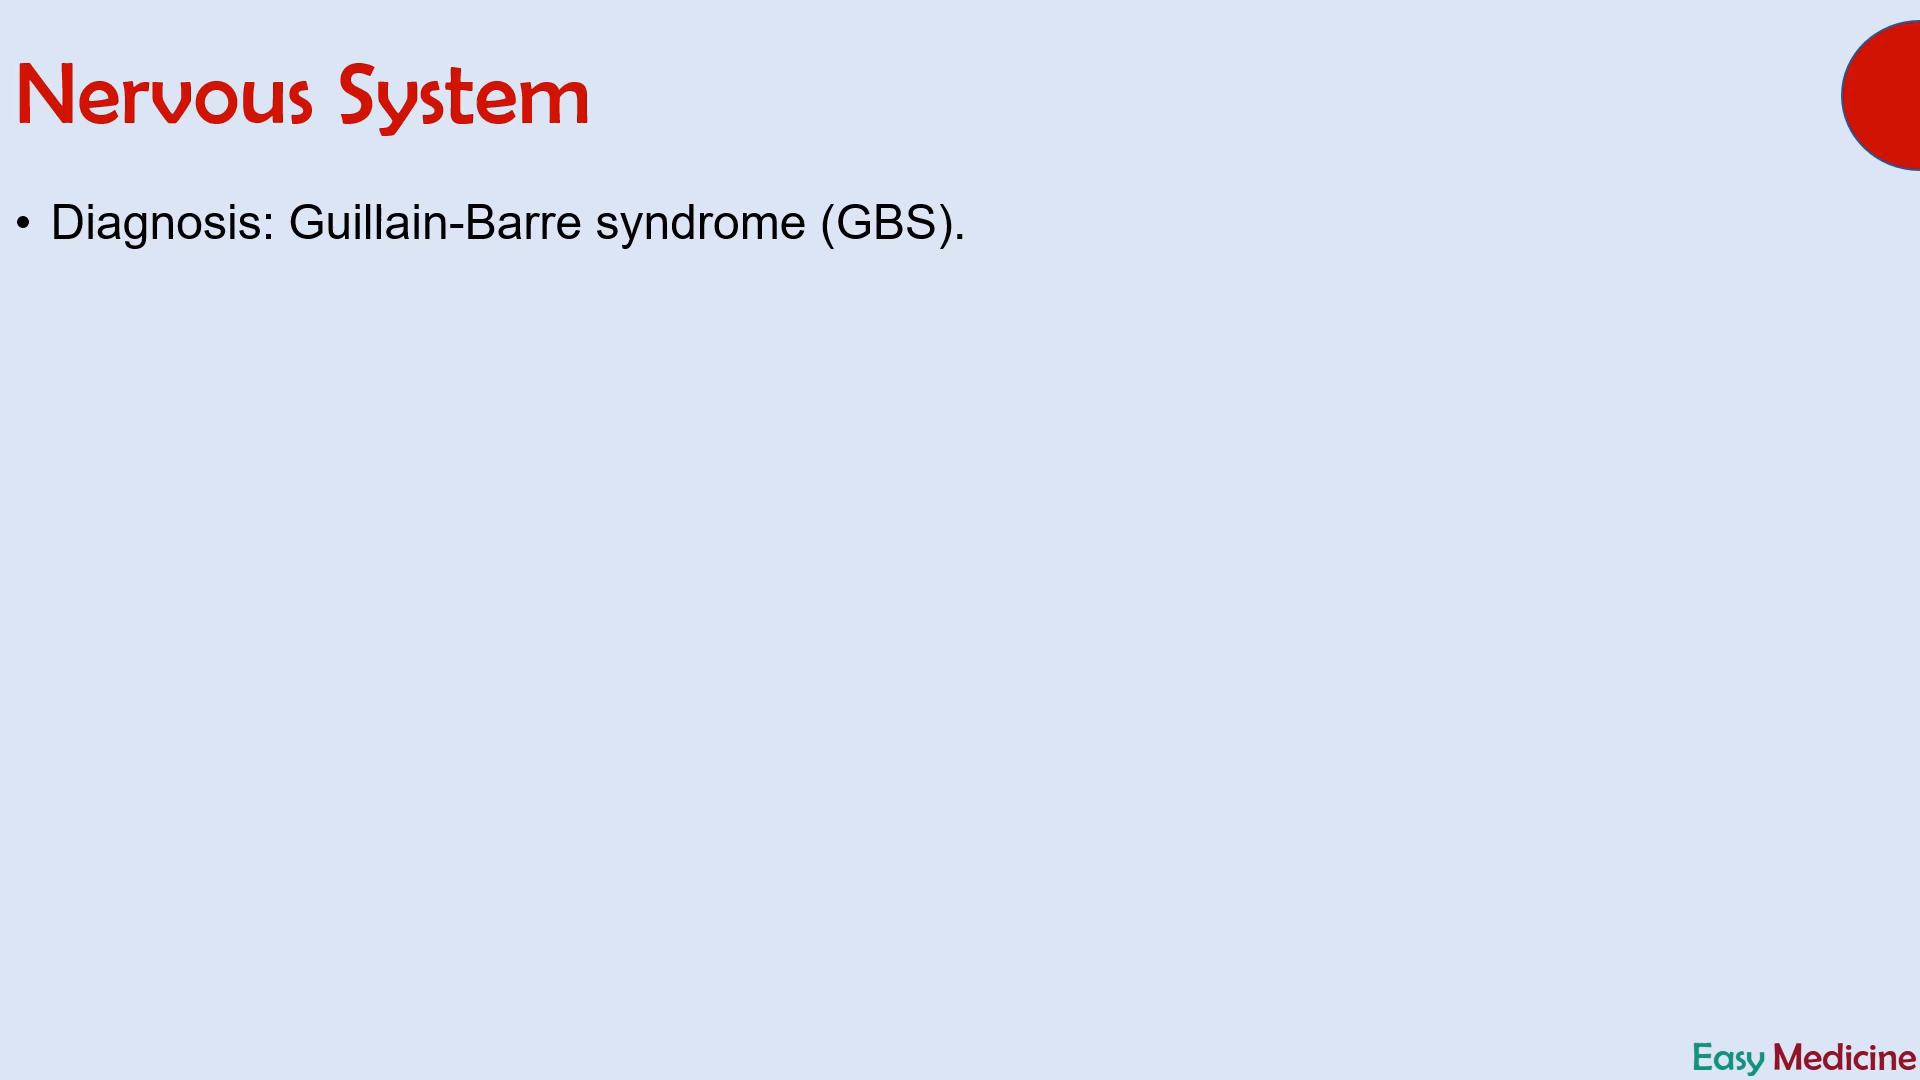 Nervous System
• Diagnosis: Guillain-Barre syndrome (GBS).
Easy Medicine